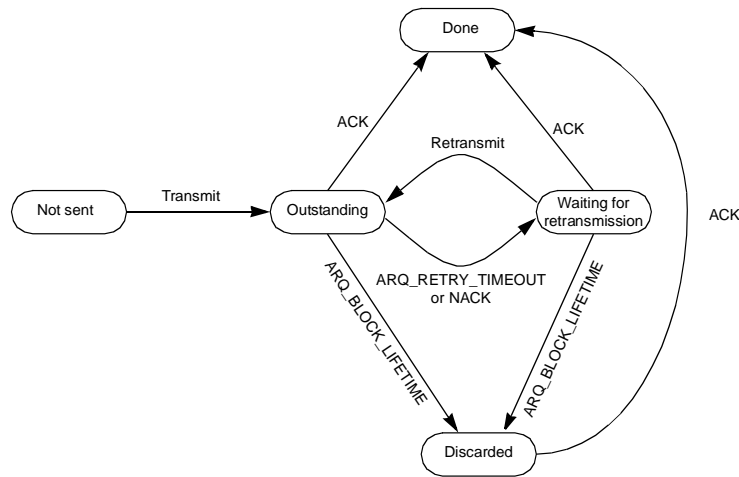 Done
ACK
ACK
Retransmit
Transmit
Not sent
Outstanding
Waiting for
retransmission
ACK
ARQ_RETRY_TIMEOUT
or NACK
ARQ_BLOCK_LIFETIME
ARQ_BLOCK_LIFETIME
Discarded